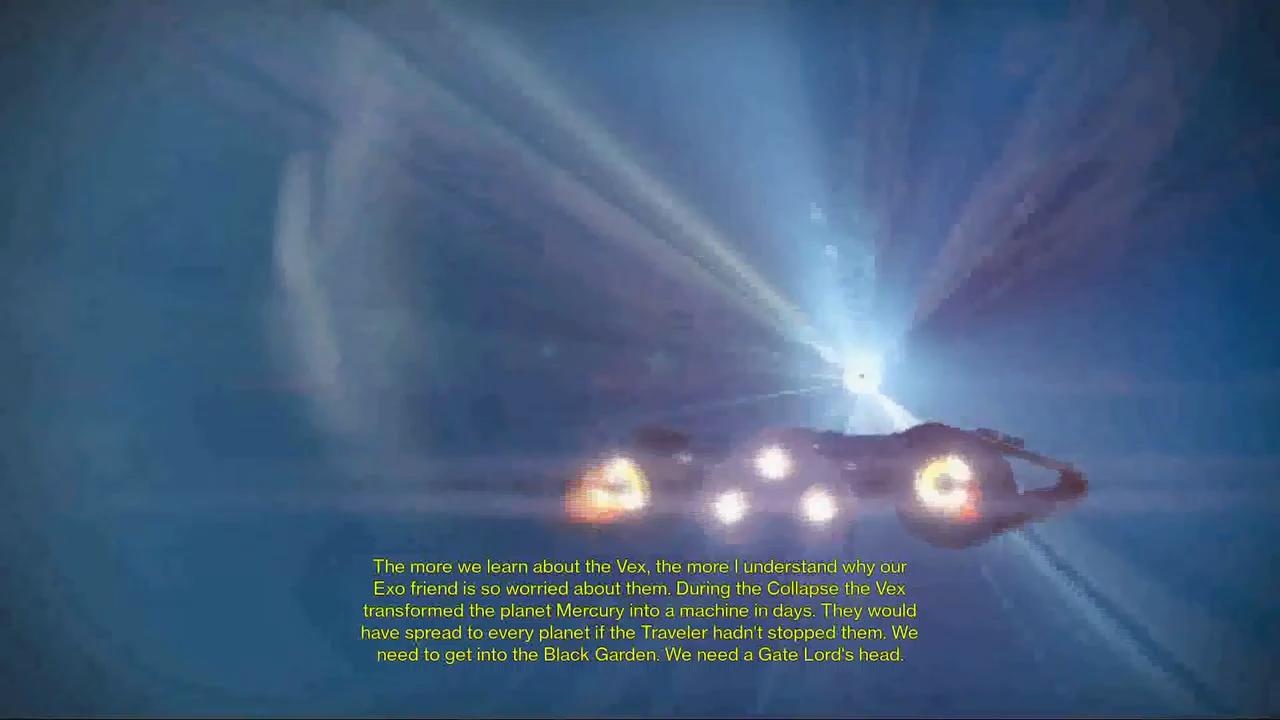 The more we learn about the Vex, the more I understand why our
Exo friend is so worried about them. During the Collapse the Vex
transformed the planet Mercury into a machine in days. They would
have spread to every planet if the Traveler hadn't stopped them. We
need to get into the Black Garden. We need a Gate Lord's head.